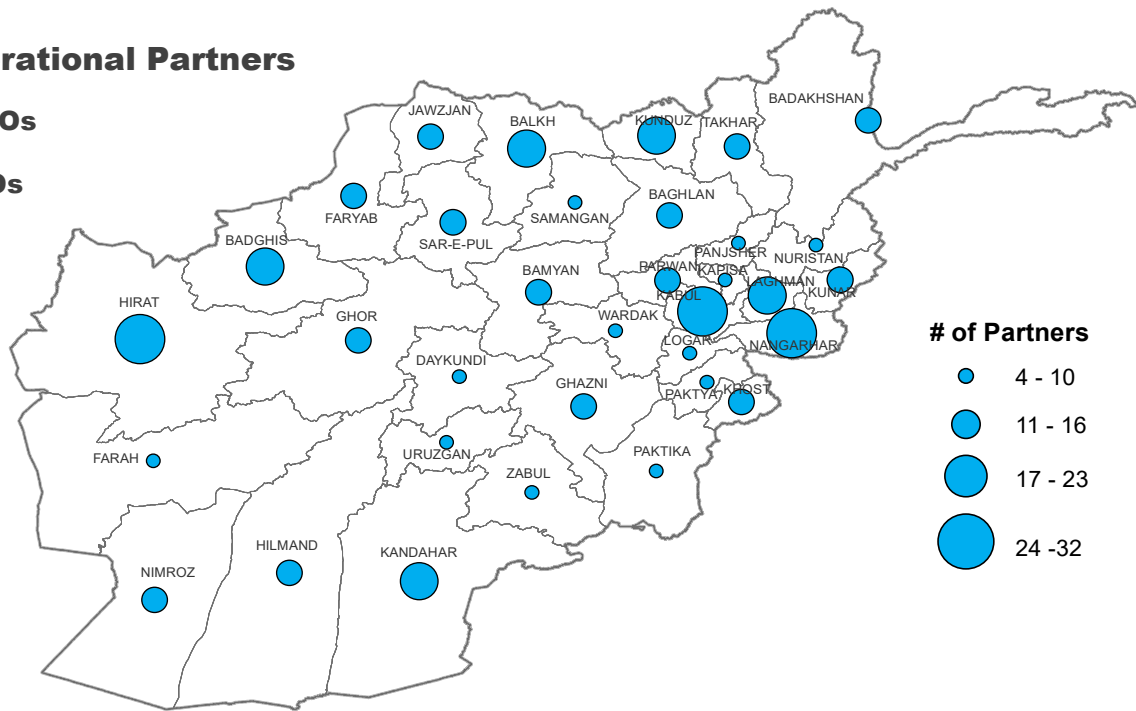 rational Partners
Os
Os
JAWZJAN
BALKH
KUNDUZ
TAKHAR
BADAKHSHAN
FARYAB
SAR-E-PUL
SAMANGAN
BAGHLAN
BADGHIS
PANJSHER
NURISTAN
HIRAT
GHOR
BAMYAN
PARWAN
KAPISA
LAGHMAN
KUNAR
KABUL
WARDAK
LOGAR
NANGARHAR
DAYKUNDI
GHAZNI
PAKTYA
KHOST
FARAH
URUZGAN
ZABUL
PAKTIKA
NIMROZ
HILMAND
KANDAHAR
# of Partners
4 - 10
11 - 16
17 - 23
24 -32